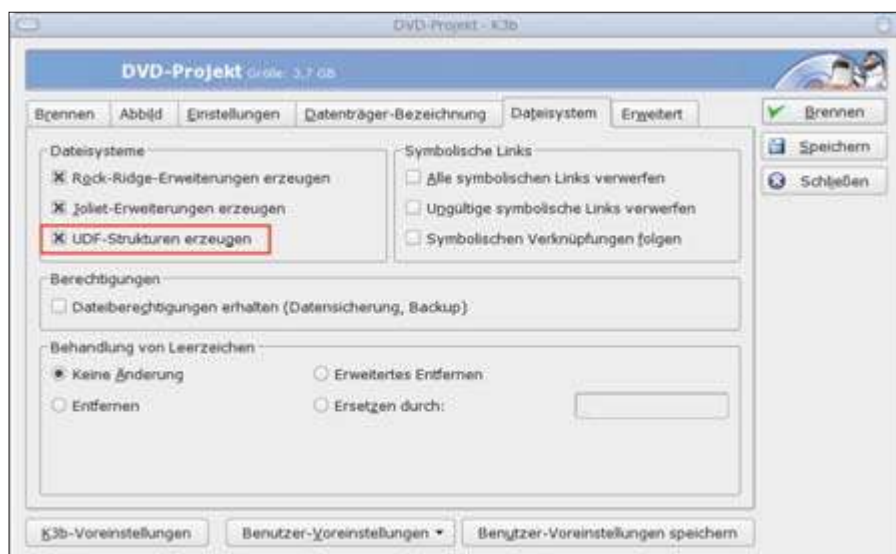 DVD-Projekt - K3b
DVD-Projekt Größe: 3,7 GB
Brennen Abbild Einstellungen Datenträger-Bezeichnung Dateisystem Erweitert
Brennen
Speichern
Schließen
Dateisysteme
Rock-Ridge-Erweiterungen erzeugen
Joliet-Erweiterungen erzeugen
UDF-Strukturen erzeugen
Symbolische Links
Alle symbolischen Links verwerfen
Ungültige symbolische Links verwerfen
Symbolischen Verknüpfungen folgen
Berechtigungen
Dateiberechtigungen erhalten (Datensicherung, Backup)
Behandlung von Leerzeichen
Keine Änderung
Erweitertes Entfernen
Entfernen
Ersetzen durch:
K3b-Voreinstellungen
Benutzer-Voreinstellungen
Benutzer-Voreinstellungen speichern